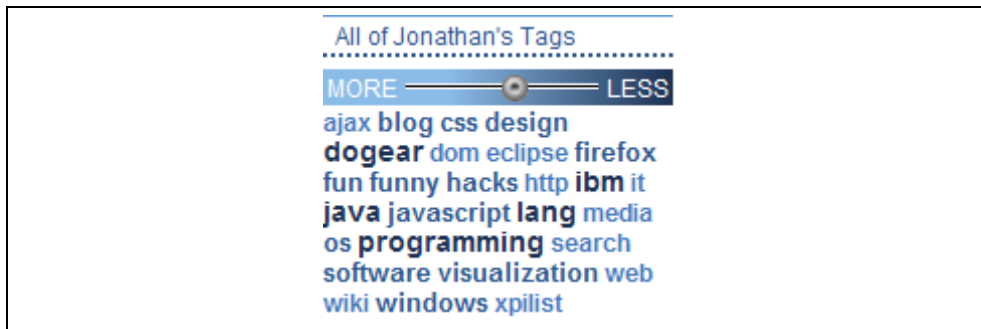 All of Jonathan's Tags
MORE LESS
ajax blog css design
dogear dom eclipse firefox
fun funny hacks http ibm it
java javascript lang media
os programming search
software visualization web
wiki windows xpilist